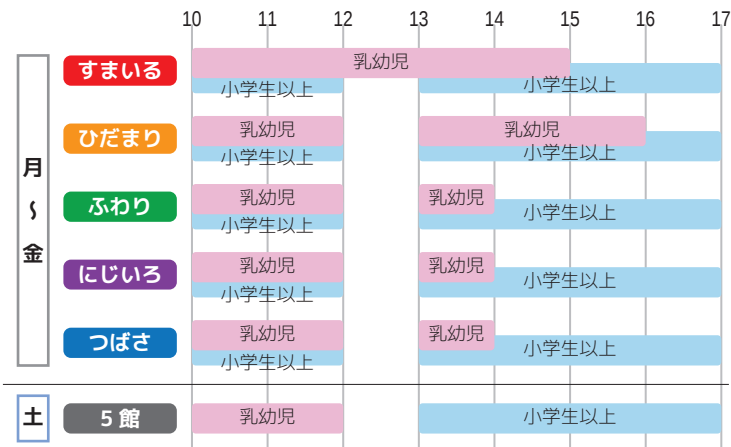 10 11 12 13 14 15 16 17
月～金
すまいる 乳幼児
小学生以上 小学生以上
ひだまり 乳幼児 乳幼児
小学生以上 小学生以上
ふわり 乳幼児 乳幼児
小学生以上 小学生以上
にじいろ 乳幼児 乳幼児
小学生以上 小学生以上
つばさ 乳幼児 乳幼児
小学生以上 小学生以上
土 5館 乳幼児 小学生以上